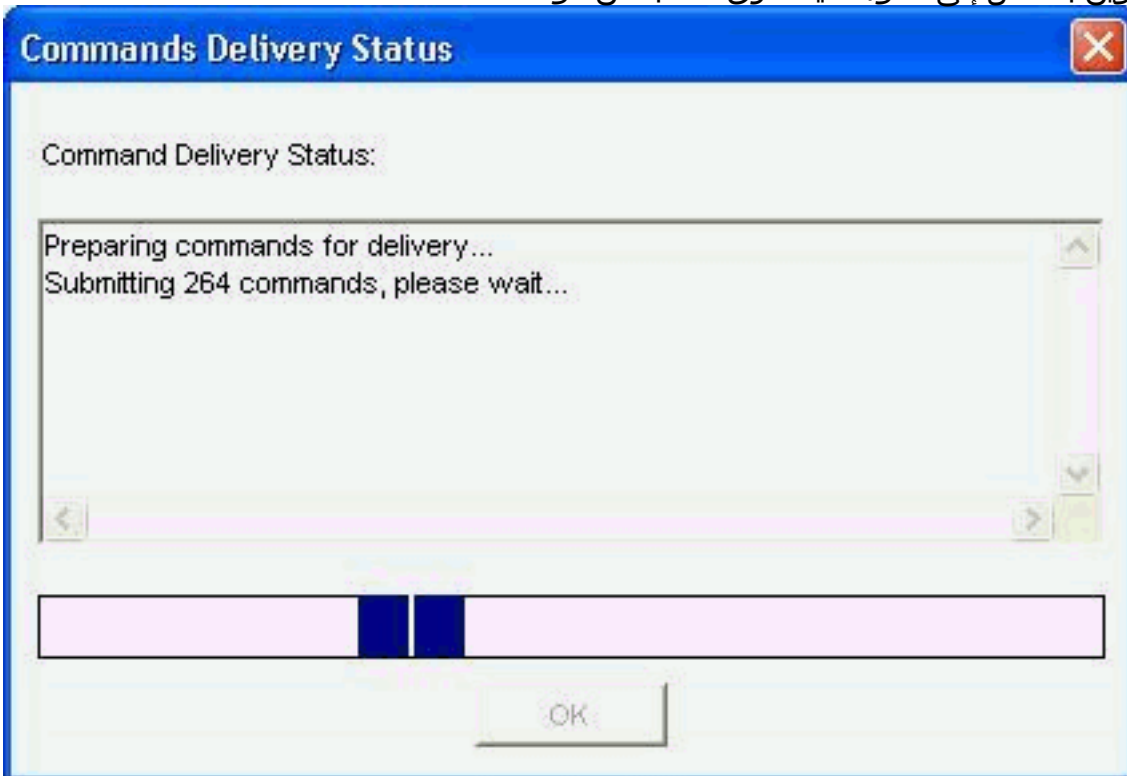 Commands Delivery Status
Command Delivery Status:
Preparing commands for delivery...
Submitting 264 commands, please wait...
OK